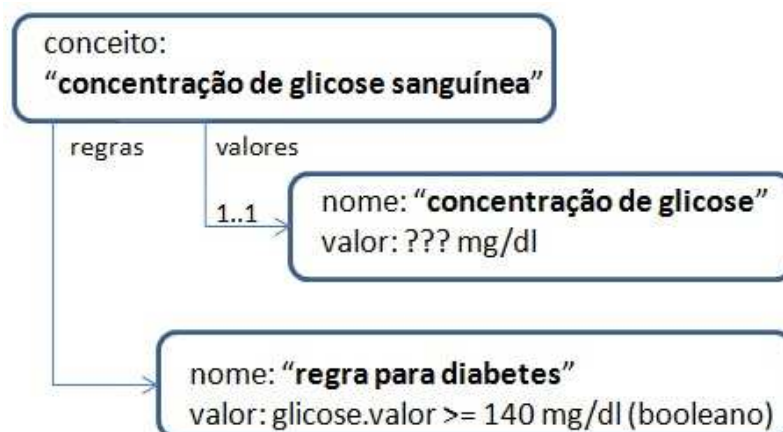 conceito:
“concentração de glicose sanguínea”
regras
valores
1..1
nome: “concentração de glicose”
valor: ??? mg/dl
nome: “regra para diabetes”
valor: glicose.valor >= 140 mg/dl (booleano)